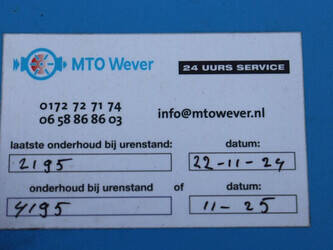 MTO Wever
24 UURS SERVICE
0172 72 71 74
06 58 86 86 03
info@mtowever.nl
laatste onderhoud bij urenstand: datum:
2195 22-11-24
onderhoud bij urenstand of datum:
4195 11-25